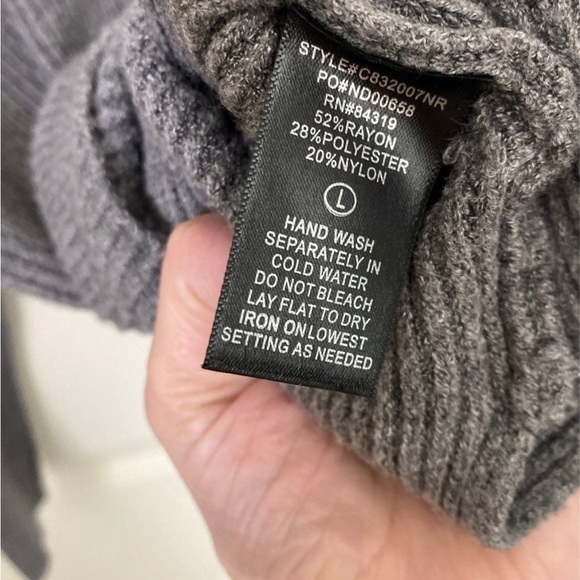 STYLE#C832007NR
PO#ND00658
RN#84319
52%RAYON
28%POLYESTER
20%NYLON
L
HAND WASH
SEPARATELY IN
COLD WATER
DO NOT BLEACH
LAY FLAT TO DRY
IRON ON LOWEST
SETTING AS NEEDED